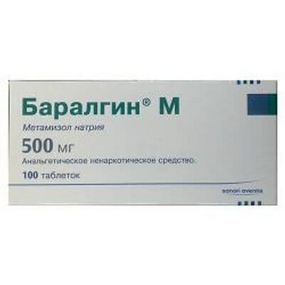 Баралгин® М
Метамизол натрия
500 мг
Анальгетическое ненаркотическое средство.
100 таблеток
sanofi aventis